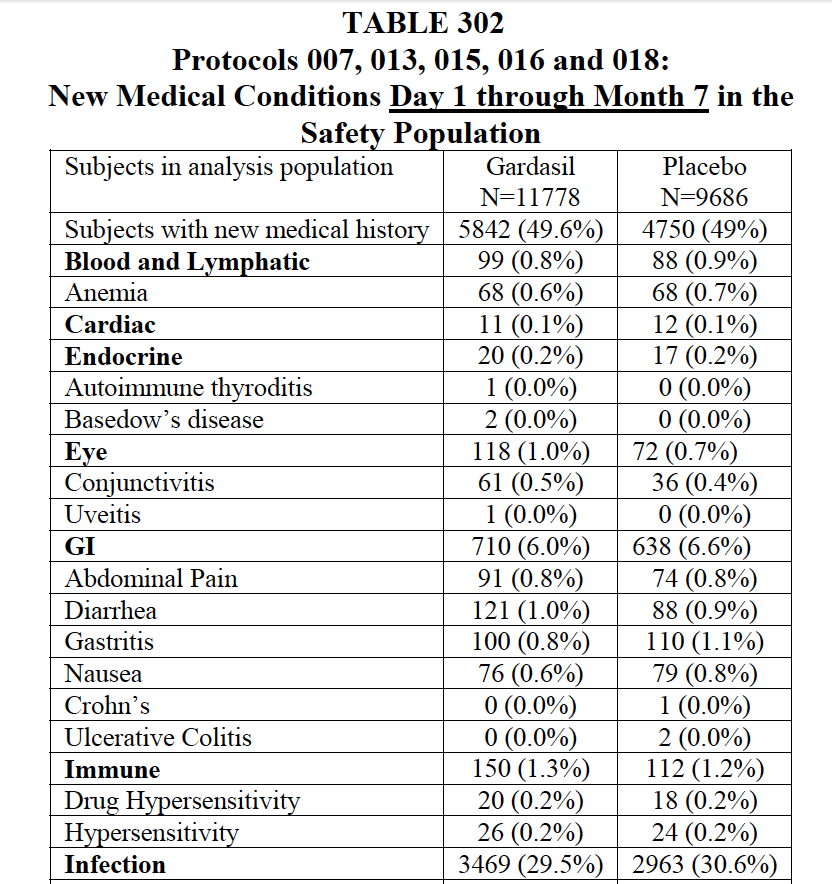 TABLE 302
Protocols 007, 013, 015, 016 and 018:
New Medical Conditions Day 1 through Month 7 in the
Safety Population
Subjects in analysis population Gardasil Placebo
N=11778 N=9686
Subjects with new medical history 5842 (49.6%) 4750 (49%)
Blood and Lymphatic 99 (0.8%) 88 (0.9%)
Anemia 68 (0.6%) 68 (0.7%)
Cardiac 11 (0.1%) 12 (0.1%)
Endocrine 20 (0.2%) 17 (0.2%)
Autoimmune thyroditis 1 (0.0%) 0 (0.0%)
Basedow’s disease 2 (0.0%) 0 (0.0%)
Eye 118 (1.0%) 72 (0.7%)
Conjunctivitis 61 (0.5%) 36 (0.4%)
Uveitis 1 (0.0%) 0 (0.0%)
GI 710 (6.0%) 638 (6.6%)
Abdominal Pain 91 (0.8%) 74 (0.8%)
Diarrhea 121 (1.0%) 88 (0.9%)
Gastritis 100 (0.8%) 110 (1.1%)
Nausea 76 (0.6%) 79 (0.8%)
Crohn’s 0 (0.0%) 1 (0.0%)
Ulcerative Colitis 0 (0.0%) 2 (0.0%)
Immune 150 (1.3%) 112 (1.2%)
Drug Hypersensitivity 20 (0.2%) 18 (0.2%)
Hypersensitivity 26 (0.2%) 24 (0.2%)
Infection 3469 (29.5%) 2963 (30.6%)